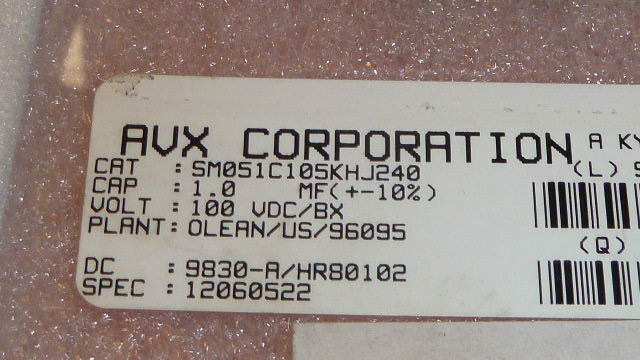 AVX CORPORATION A KY
CAT : SM051C105KHJ240 (L) S
CAP : 1.0 MF(+-10%)
VOLT : 100 VDC/BX
PLANT: OLEAN/US/96095
(Q)
DC : 9830-A/HR80102
SPEC : 12060522